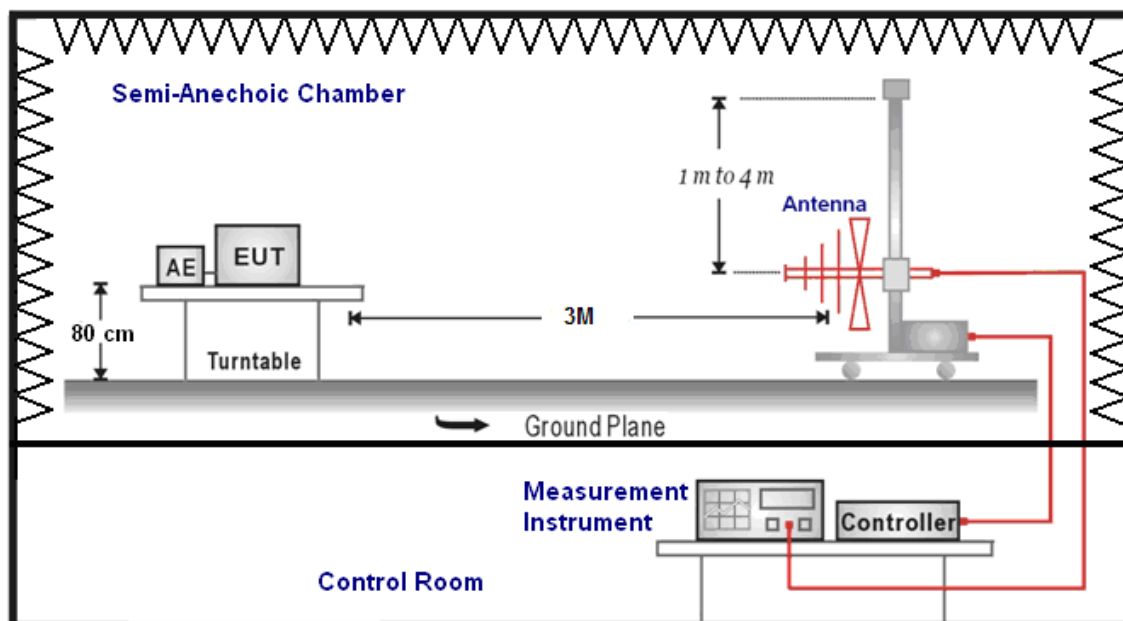 Semi-Anechoic Chamber
1 m to 4 m
Antenna
AE
EUT
80 cm
3M
Turntable
Ground Plane
Measurement
Instrument
Controller
Control Room